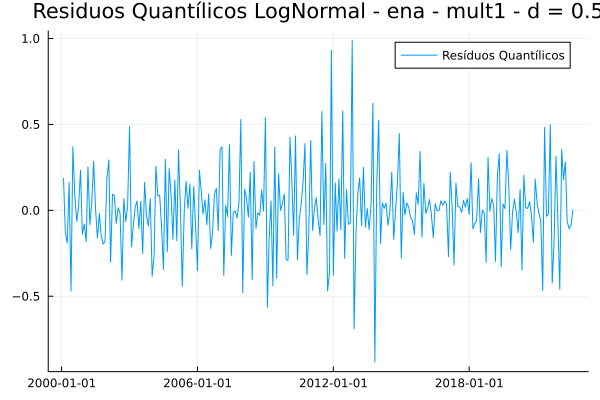 Residuos Quantílicos LogNormal - ena - mult1 - d = 0.5
Resíduos Quantílicos
1.0
0.5
0.0
−0.5
2000-01-01 2006-01-01 2012-01-01 2018-01-01